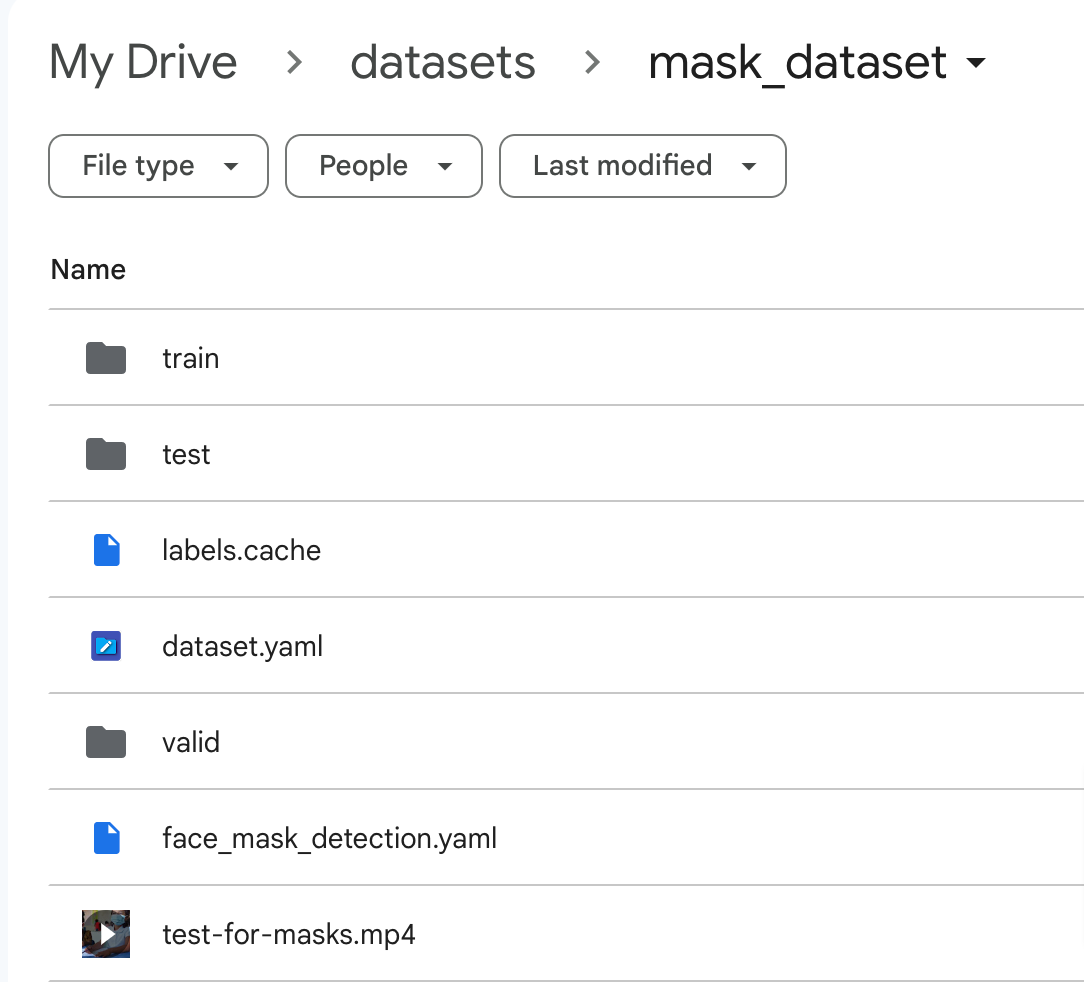 My Drive > datasets > mask_dataset
File type People Last modified
Name
train
test
labels.cache
dataset.yaml
valid
face_mask_detection.yaml
test-for-masks.mp4